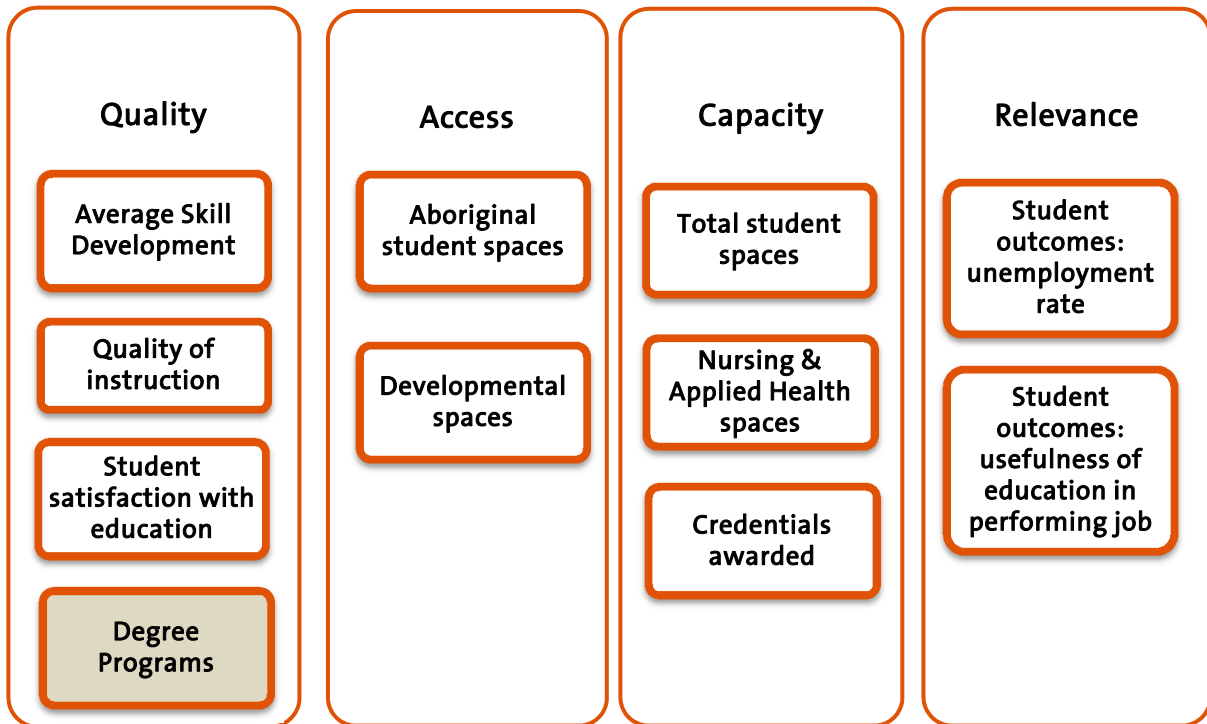 Quality
Average Skill
Development
Quality of
instruction
Student
satisfaction with
education
Degree
Programs
Access
Aboriginal
student spaces
Developmental
spaces
Capacity
Total student
spaces
Nursing &
Applied Health
spaces
Credentials
awarded
Relevance
Student
outcomes:
unemployment
rate
Student
outcomes:
usefulness of
education in
performing job